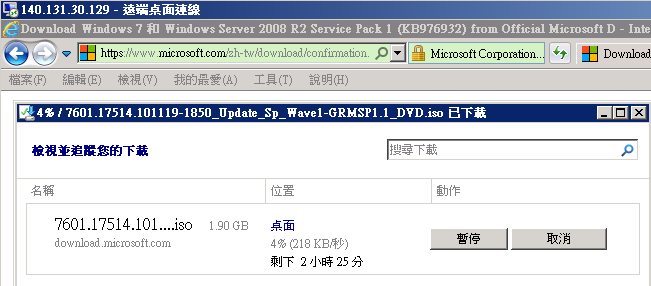 140.131.30.129 - 遠端桌面連線
Download Windows 7 和 Windows Server 2008 R2 Service Pack 1 (KB976932) from Official Microsoft D - Inte
https://www.microsoft.com/zh-tw/download/confirmation. Microsoft Corporation... Download
檔案(F) 編輯(E) 檢視(V) 我的最愛(A) 工具(T) 說明(H)
4% / 7601.17514.101119-1850_Update_Sp_Wave1-GRMSP1.1_DVD.iso 已下載
檢視並追蹤您的下載 搜尋下載
名稱 位置 動作
7601.17514.101....iso 1.90 GB 桌面
download.microsoft.com 4% (218 KB/秒) 暫停 取消
剩下 2 小時 25 分